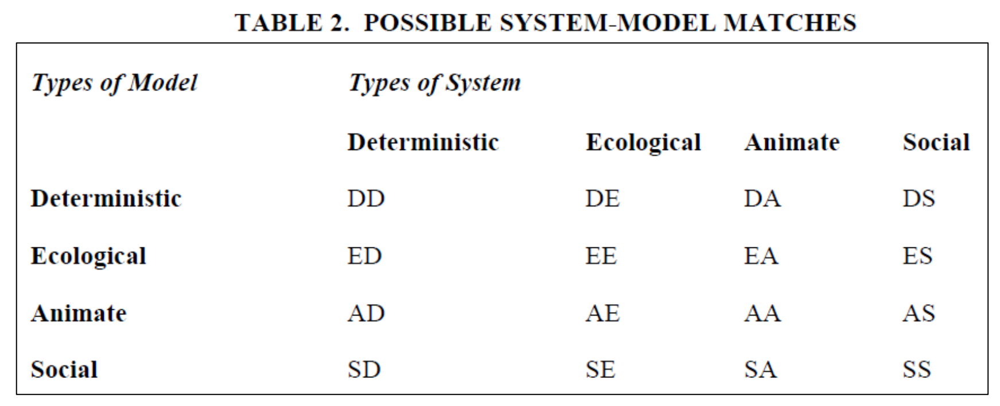 TABLE 2. POSSIBLE SYSTEM-MODEL MATCHES
Types of Model Types of System
Deterministic Ecological Animate Social
Deterministic DD DE DA DS
Ecological ED EE EA ES
Animate AD AE AA AS
Social SD SE SA SS